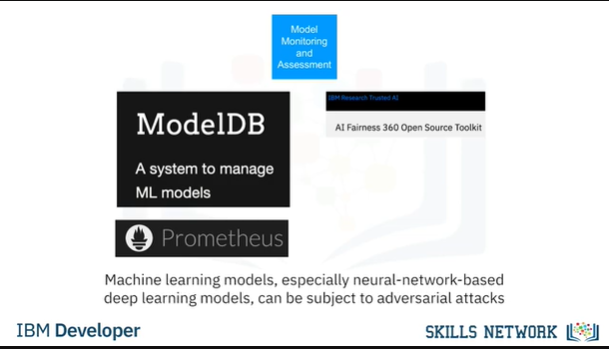 Model
Monitoring
and
Assessment
ModelDB
A system to manage
ML models
IBM Research Trusted AI
AI Fairness 360 Open Source Toolkit
Prometheus
Machine learning models, especially neural-network-based
deep learning models, can be subject to adversarial attacks
IBM Developer
SKILLS NETWORK